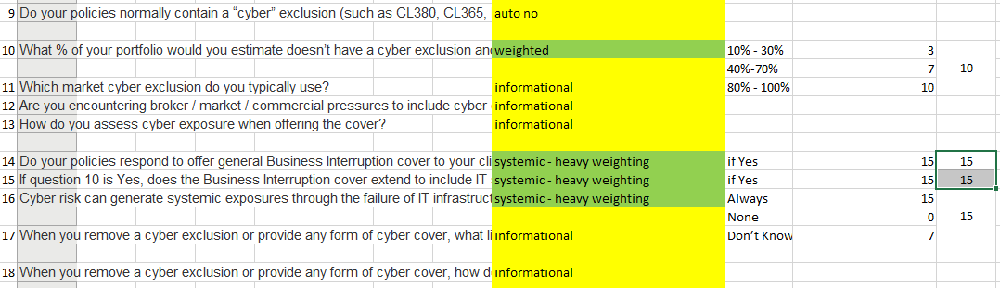 9 Do your policies normally contain a “cyber” exclusion (such as CL380, CL365, auto no
10 What % of your portfolio would you estimate doesn’t have a cyber exclusion an weighted 10% - 30% 3
40%-70% 7 10
11 Which market cyber exclusion do you typically use? informational 80% - 100% 10
12 Are you encountering broker / market / commercial pressures to include cyber informational
13 How do you assess cyber exposure when offering the cover? informational
14 Do your policies respond to offer general Business Interruption cover to your cli systemic - heavy weighting if Yes 15 15
15 If question 10 is Yes, does the Business Interruption cover extend to include IT systemic - heavy weighting if Yes 15 15
16 Cyber risk can generate systemic exposures through the failure of IT infrastruct systemic - heavy weighting Always 15
None 0 15
17 When you remove a cyber exclusion or provide any form of cyber cover, what li informational Don’t Know 7
18 When you remove a cyber exclusion or provide any form of cyber cover, how d informational